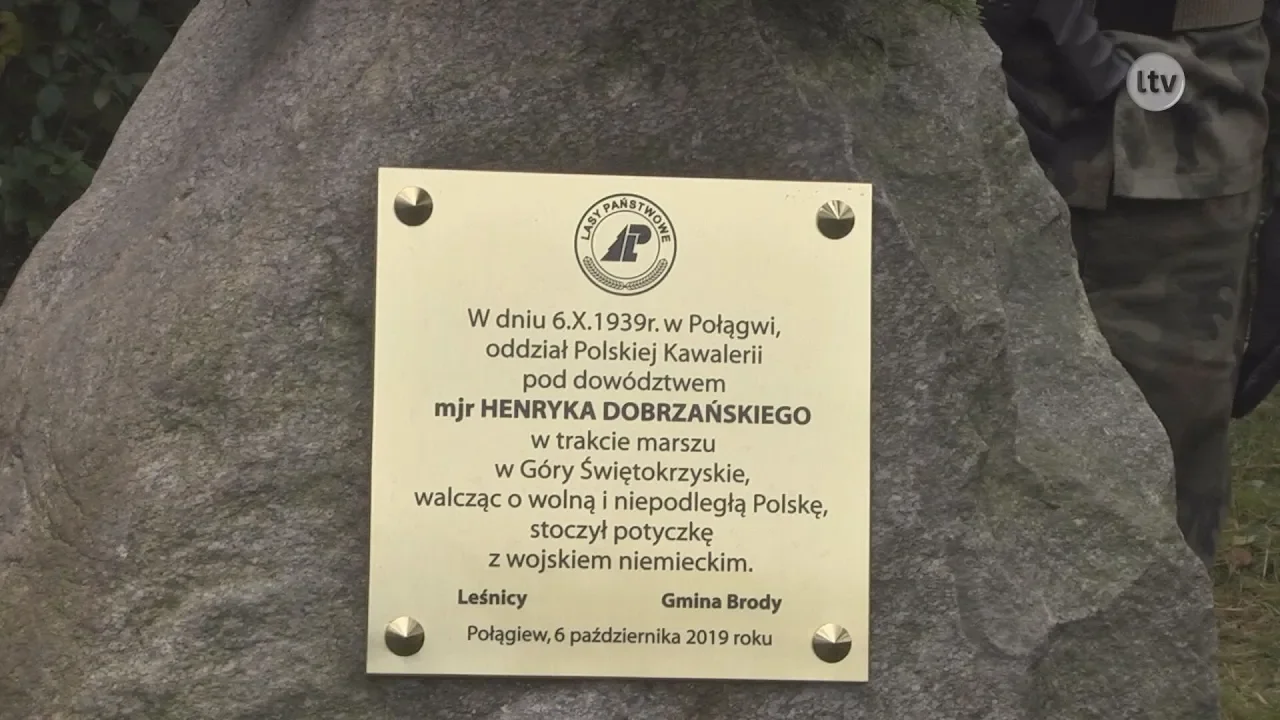 ltv
LASY PAŃSTWOWE
LP
W dniu 6.X.1939r. w Połągwi,
oddział Polskiej Kawalerii
pod dowództwem
mjr HENRYKA DOBRZAŃSKIEGO
w trakcie marszu
w Góry Świętokrzyskie,
walcząc o wolną i niepodległą Polskę,
stoczył potyczkę
z wojskiem niemieckim.
Leśnicy Gmina Brody
Połągiew, 6 października 2019 roku